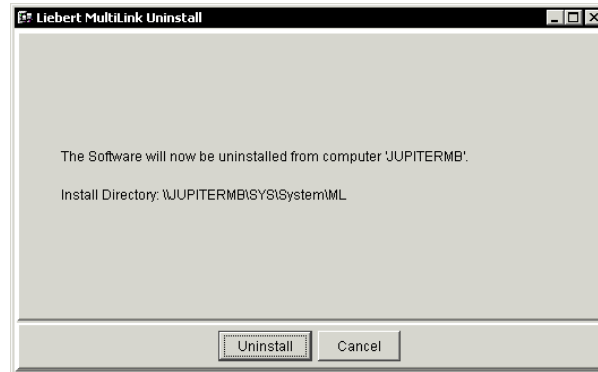 Liebert MultiLink Uninstall
The Software will now be uninstalled from computer 'JUPITERMB'.
Install Directory: \\JUPITERMB\SYS\System\ML
Uninstall
Cancel